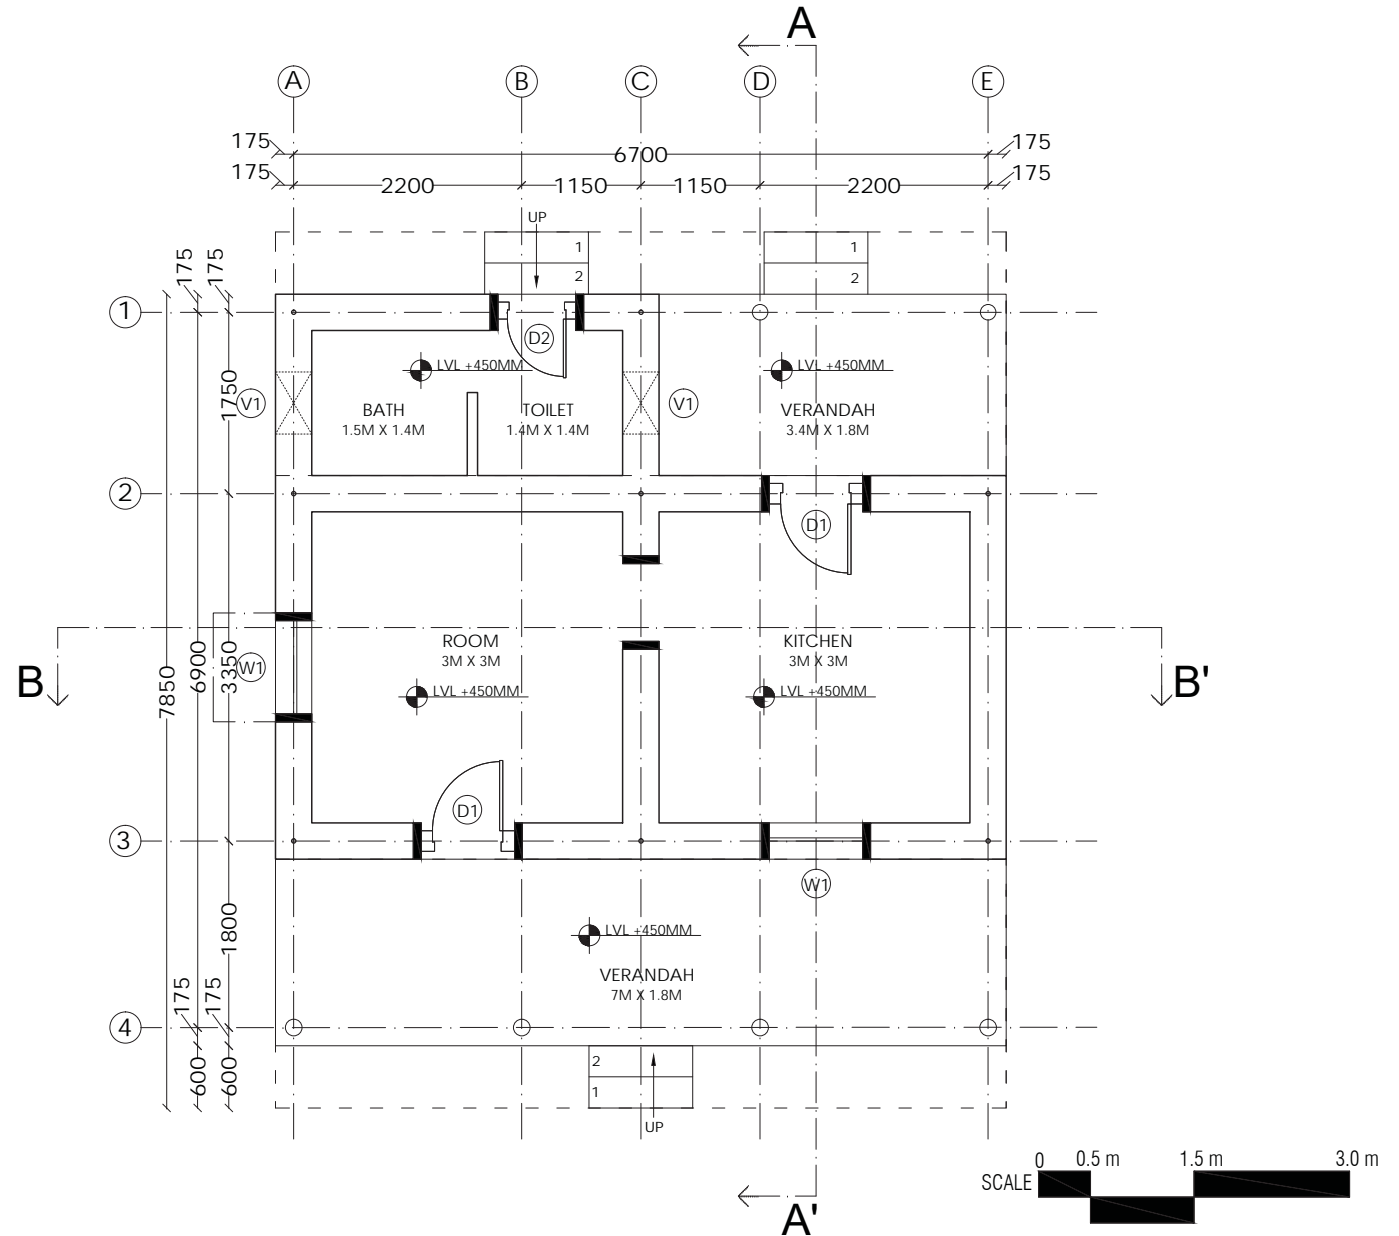 A
A B C D E
175 6700 175
175 2200 1150 1150 2200 175
UP
175 175
1 1
2 2
1
D2
LVL +450MM LVL +450MM
1750
V1 V1
BATH TOILET VERANDAH
1.5M X 1.4M 1.4M X 1.4M 3.4M X 1.8M
2
D1
ROOM KITCHEN
3M X 3M 3M X 3M
B 7850 6900 3350 W1 B'
LVL +450MM LVL +450MM
D1
3
W1
1800
LVL +450MM
VERANDAH
7M X 1.8M
175 175
4
600 600
2
1
UP
0 0.5 m 1.5 m 3.0 m
SCALE
A'